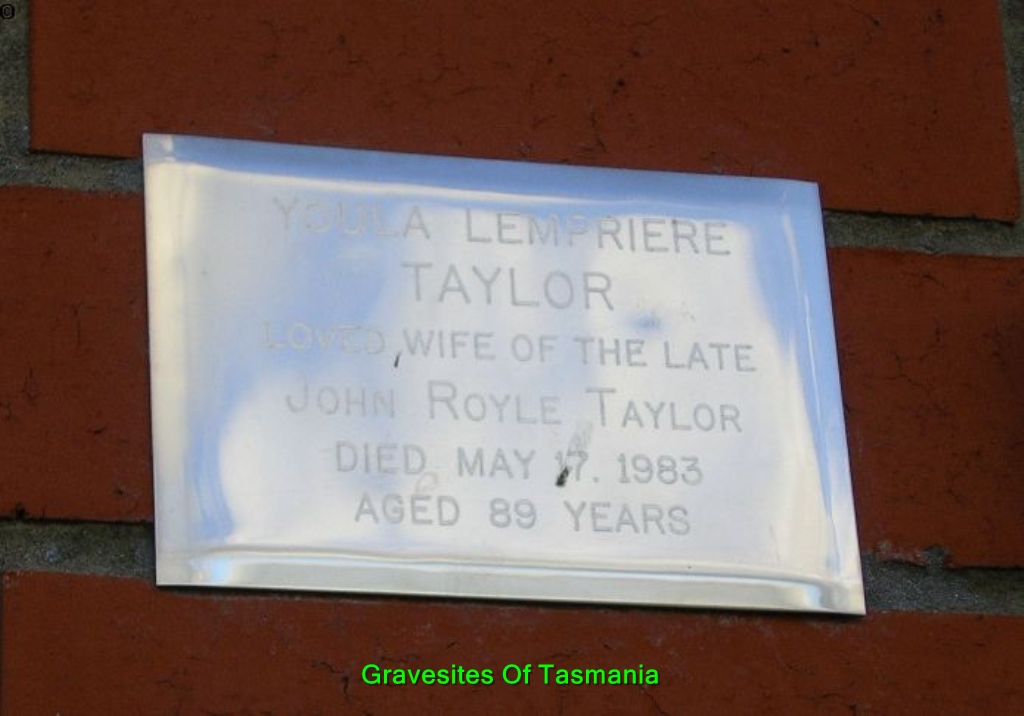 YOULA LEMPRIERE
TAYLOR
LOVED WIFE OF THE LATE
JOHN ROYLE TAYLOR
DIED MAY 17. 1983
AGED 89 YEARS
Gravesites Of Tasmania